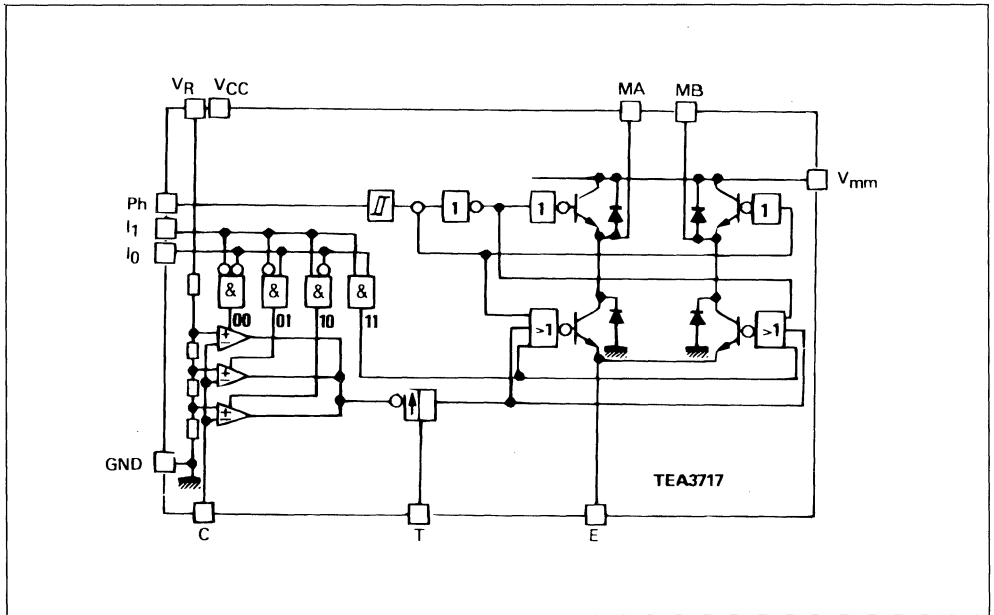 VR VCC MA MB
Vmm
Ph
I1
I0
1 1 1
& & & &
00 01 10 11
>1 >1
GND
TEA3717
C T E